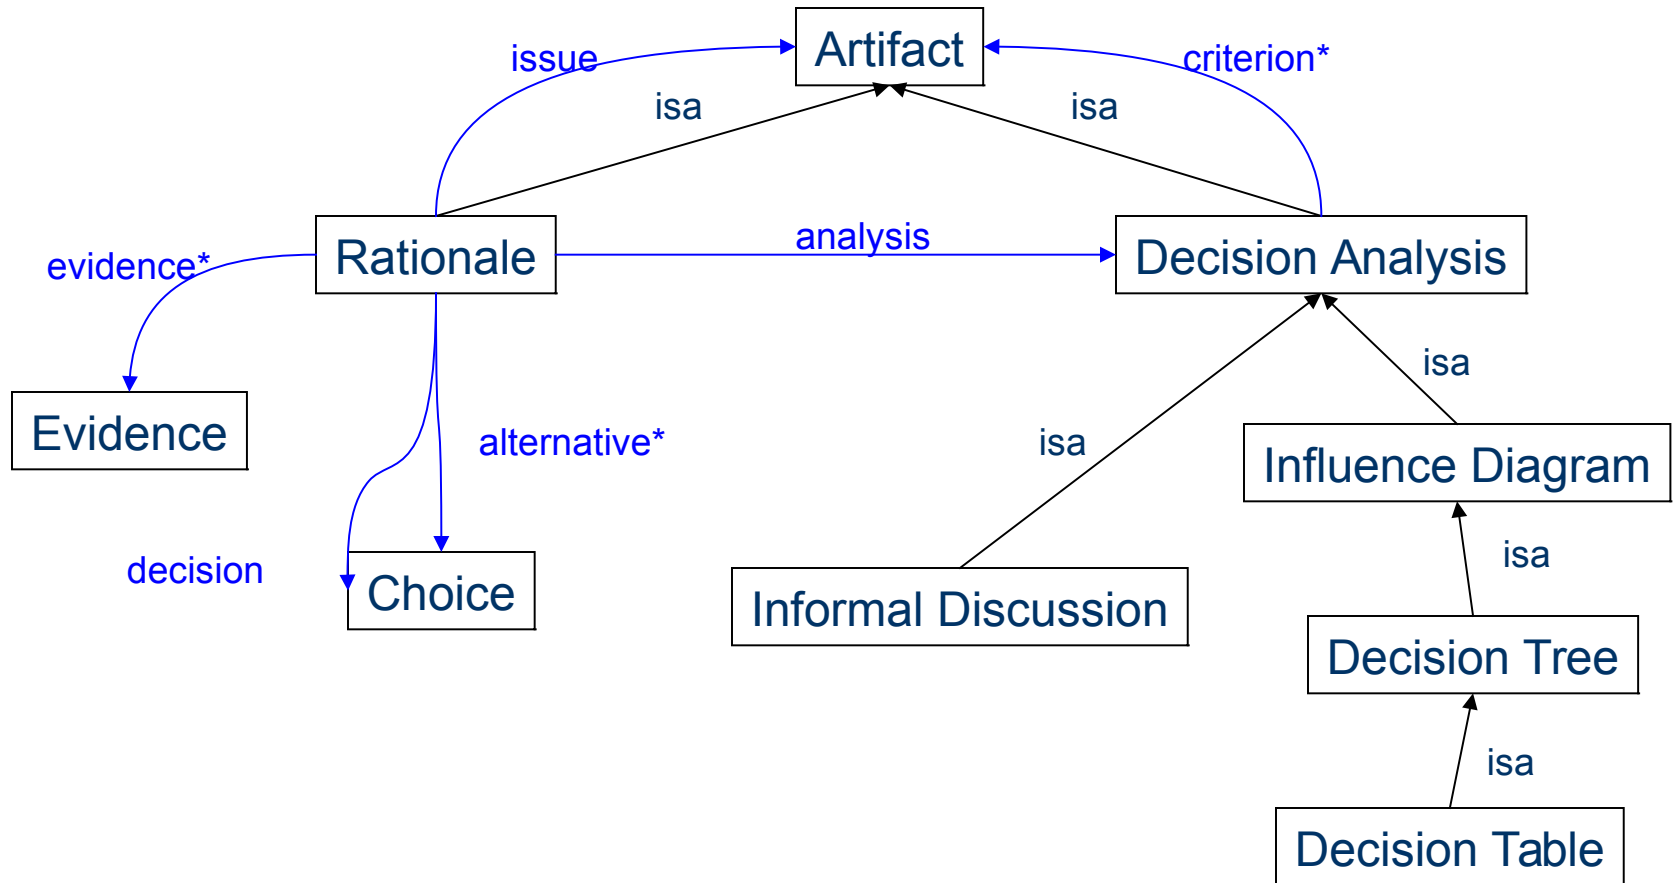 Artifact
issue
criterion*
isa
isa
Rationale
analysis
Decision Analysis
evidence*
isa
Evidence
alternative*
isa
Influence Diagram
decision
Choice
Informal Discussion
isa
Decision Tree
isa
Decision Table